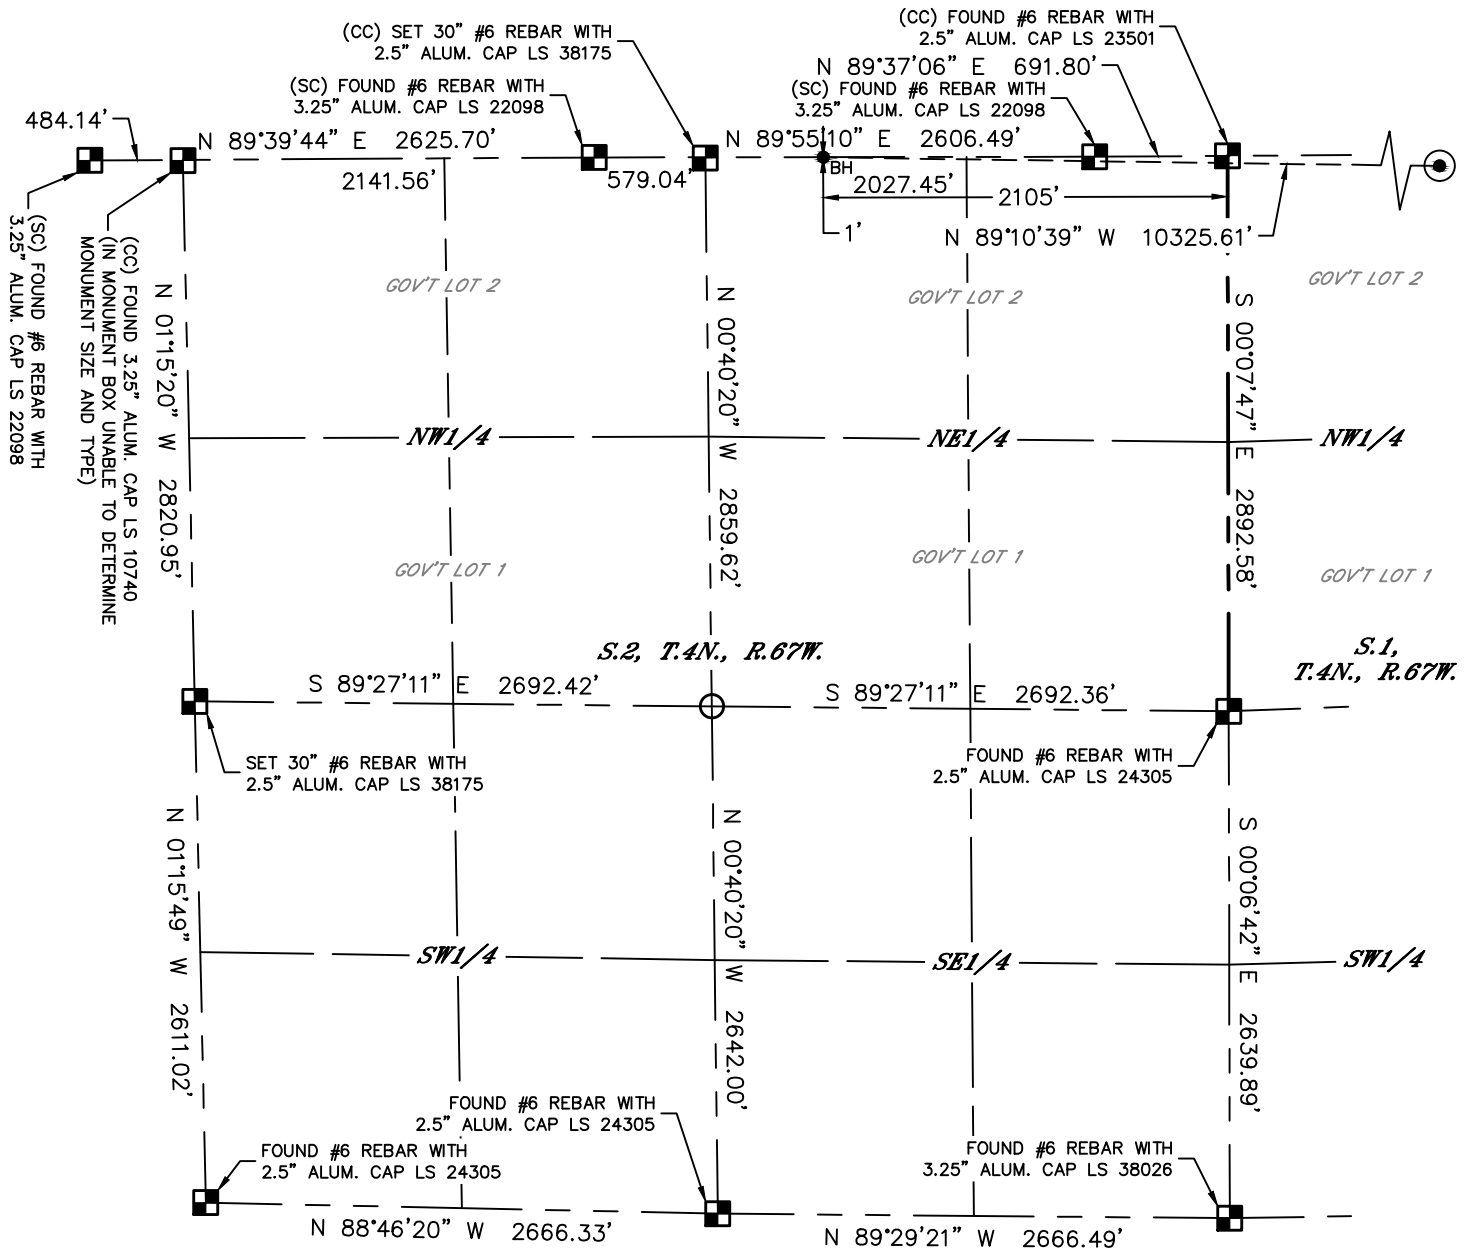 (CC) SET 30" #6 REBAR WITH
2.5" ALUM. CAP LS 38175
(CC) FOUND #6 REBAR WITH
2.5" ALUM. CAP LS 23501
N 89°37'06" E 691.80'
(SC) FOUND #6 REBAR WITH
3.25" ALUM. CAP LS 22098
(SC) FOUND #6 REBAR WITH
3.25" ALUM. CAP LS 22098
484.14'
N 89°39'44" E 2625.70'
N 89°55'10" E 2606.49'
BH
2141.56'
579.04'
2027.45'
2105'
1'
N 89°10'39" W 10325.61'
(SC) FOUND #6 REBAR WITH
3.25" ALUM. CAP LS 22098
(CC) FOUND 3.25" ALUM. CAP LS 10740
(IN MONUMENT BOX UNABLE TO DETERMINE
MONUMENT SIZE AND TYPE)
N 01°15'20" W 2820.95'
GOV'T LOT 2
N 00°40'20" W 2859.62'
GOV'T LOT 2
S 00°07'47" E 2892.58'
GOV'T LOT 2
NW1/4
NE1/4
NW1/4
GOV'T LOT 1
GOV'T LOT 1
GOV'T LOT 1
S.2, T.4N., R.67W.
S.1,
T.4N., R.67W.
S 89°27'11" E 2692.42'
S 89°27'11" E 2692.36'
SET 30" #6 REBAR WITH
2.5" ALUM. CAP LS 38175
FOUND #6 REBAR WITH
2.5" ALUM. CAP LS 24305
N 01°15'49" W 2611.02'
N 00°40'20" W 2642.00'
S 00°06'42" E 2639.89'
SW1/4
SE1/4
SW1/4
FOUND #6 REBAR WITH
2.5" ALUM. CAP LS 24305
FOUND #6 REBAR WITH
2.5" ALUM. CAP LS 24305
FOUND #6 REBAR WITH
3.25" ALUM. CAP LS 38026
N 88°46'20" W 2666.33'
N 89°29'21" W 2666.49'